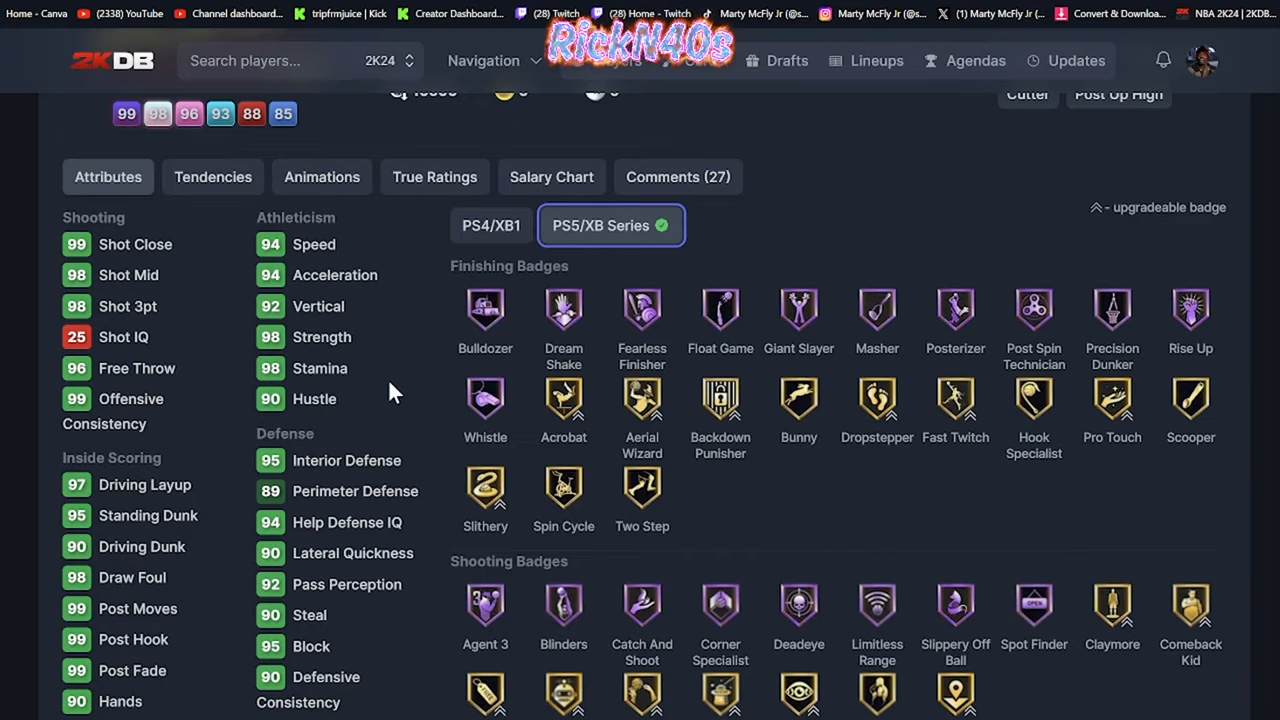 Home - Canva (2338) YouTube Channel dashboard... tripfrmjuice | Kick Creator Dashboard... (28) Twitch (28) Home - Twitch Marty McFly Jr (@s... Marty McFly Jr (@s... (1) Marty McFly Jr (... Convert & Downloa... NBA 2K24 | 2KDB...
RickN40s
2KDB Search players... 2K24 Navigation Drafts Lineups Agendas Updates
99 98 96 93 88 85
Cutter Post Up High
Attributes Tendencies Animations True Ratings Salary Chart Comments (27)
PS4/XB1 PS5/XB Series
- upgradeable badge
Shooting
99 Shot Close
98 Shot Mid
98 Shot 3pt
25 Shot IQ
96 Free Throw
99 Offensive
Consistency
Inside Scoring
97 Driving Layup
95 Standing Dunk
90 Driving Dunk
98 Draw Foul
99 Post Moves
99 Post Hook
99 Post Fade
90 Hands
Athleticism
94 Speed
94 Acceleration
92 Vertical
98 Strength
98 Stamina
90 Hustle
Defense
95 Interior Defense
89 Perimeter Defense
94 Help Defense IQ
90 Lateral Quickness
92 Pass Perception
90 Steal
95 Block
90 Defensive
Consistency
Finishing Badges
Bulldozer Dream Shake Fearless Finisher Float Game Giant Slayer Masher Posterizer Post Spin Technician Precision Dunker Rise Up
Whistle Acrobat Aerial Wizard Backdown Punisher Bunny Dropstepper Fast Twitch Hook Specialist Pro Touch Scooper
Slithery Spin Cycle Two Step
Shooting Badges
Agent 3 Blinders Catch And Shoot Corner Specialist Deadeye Limitless Range Slippery Off Ball Spot Finder Claymore Comeback Kid